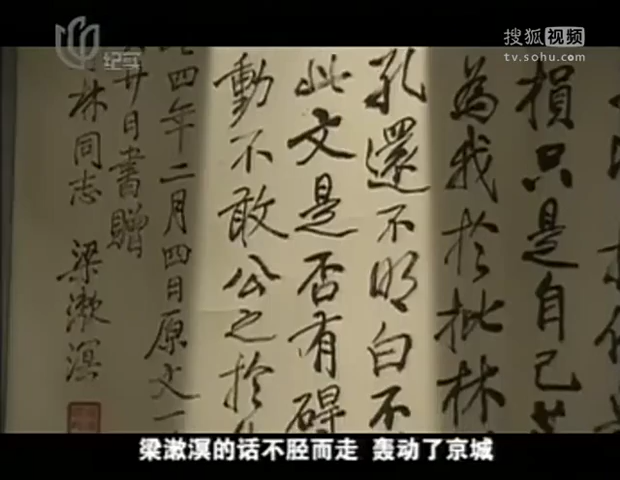 纪实
搜狐视频
tv.sohu.com
損只是自己
為我於批林
孔還不明白不
此文是否有碍
動不敢公之於
四年二月四日原文一
廿日書贈
林同志 梁漱溟
梁漱溟的话不胫而走 轰动了京城